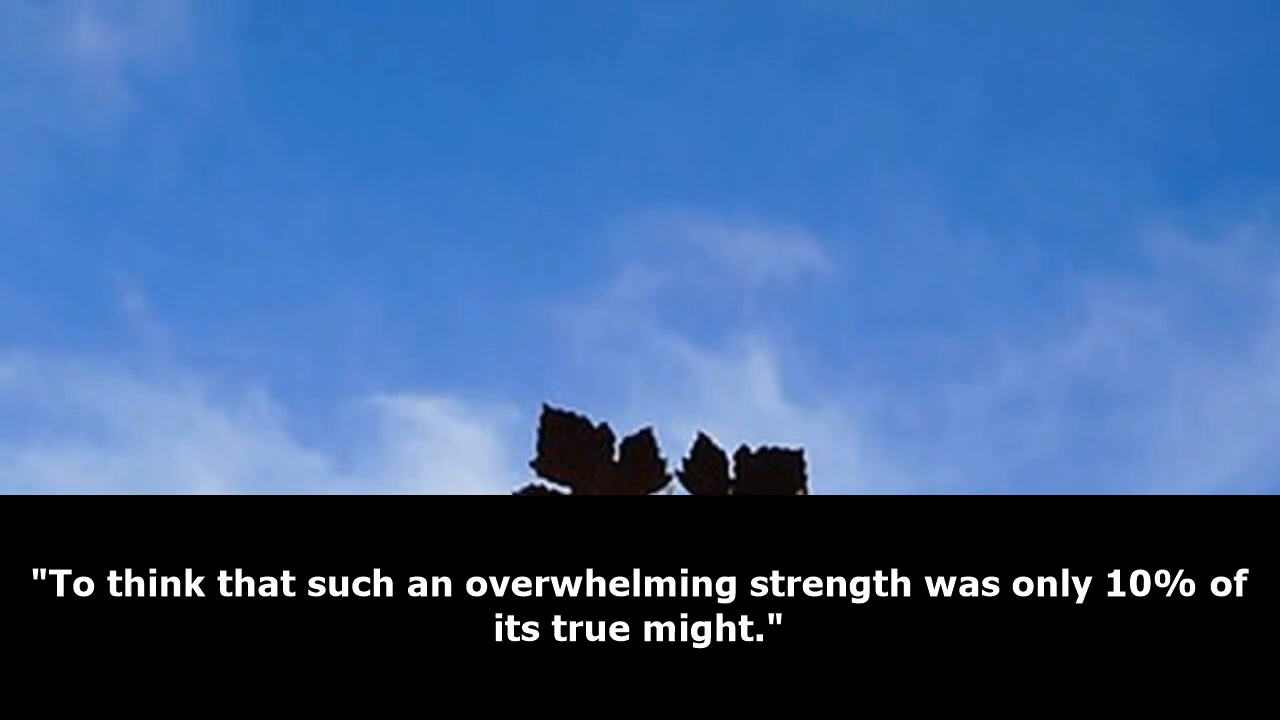 "To think that such an overwhelming strength was only 10% of
its true might."